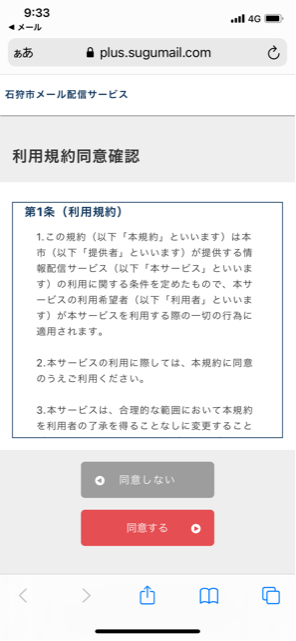 9:33
4G
メール
ぁあ
plus.sugumail.com
石狩市メール配信サービス
利用規約同意確認
第1条（利用規約）
1.この規約（以下「本規約」といいます）は本
市（以下「提供者」といいます）が提供する情
報配信サービス（以下「本サービス」といいま
す）の利用に関する条件を定めたもので、本サ
ービスの利用希望者（以下「利用者」といいま
す）が本サービスを利用する際の一切の行為に
適用されます。
2.本サービスの利用に際しては、本規約に同意
のうえご利用ください。
3.本サービスは、合理的な範囲において本規約
を利用者の了承を得ることなしに変更すること
同意しない
同意する